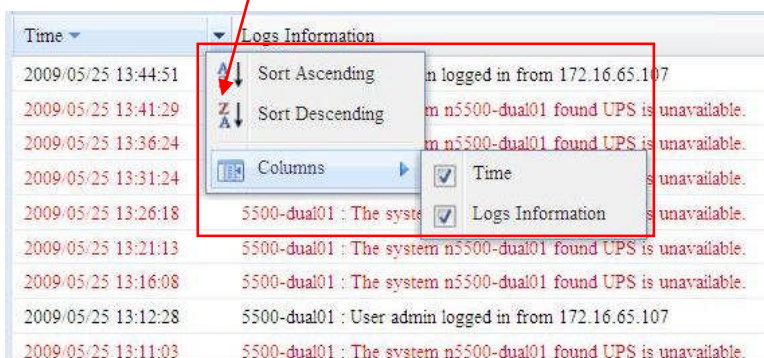 Time Logs Information
2009/05/25 13:44:51 Sort Ascending n logged in from 172.16.65.107
2009/05/25 13:41:29 Sort Descending m n5500-dual01 found UPS is unavailable.
2009/05/25 13:36:24 m n5500-dual01 found UPS is unavailable.
2009/05/25 13:31:24 Columns Time s unavailable.
2009/05/25 13:26:18 5500-dual01 : The syste Logs Information s unavailable.
2009/05/25 13:21:13 5500-dual01 : The system n5500-dual01 found UPS is unavailable.
2009/05/25 13:16:08 5500-dual01 : The system n5500-dual01 found UPS is unavailable.
2009/05/25 13:12:28 5500-dual01 : User admin logged in from 172.16.65.107
2009/05/25 13:11:03 5500-dual01 : The system n5500-dual01 found UPS is unavailable.